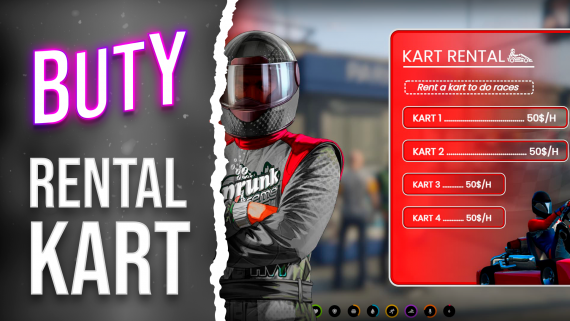 BUTY
RENTAL
KART
KART RENTAL
Rent a kart to do races
KART 1 ........................................ 50$/H
KART 2 ........................................ 50$/H
KART 3 ........... 50$/H
KART 4 ........... 50$/H